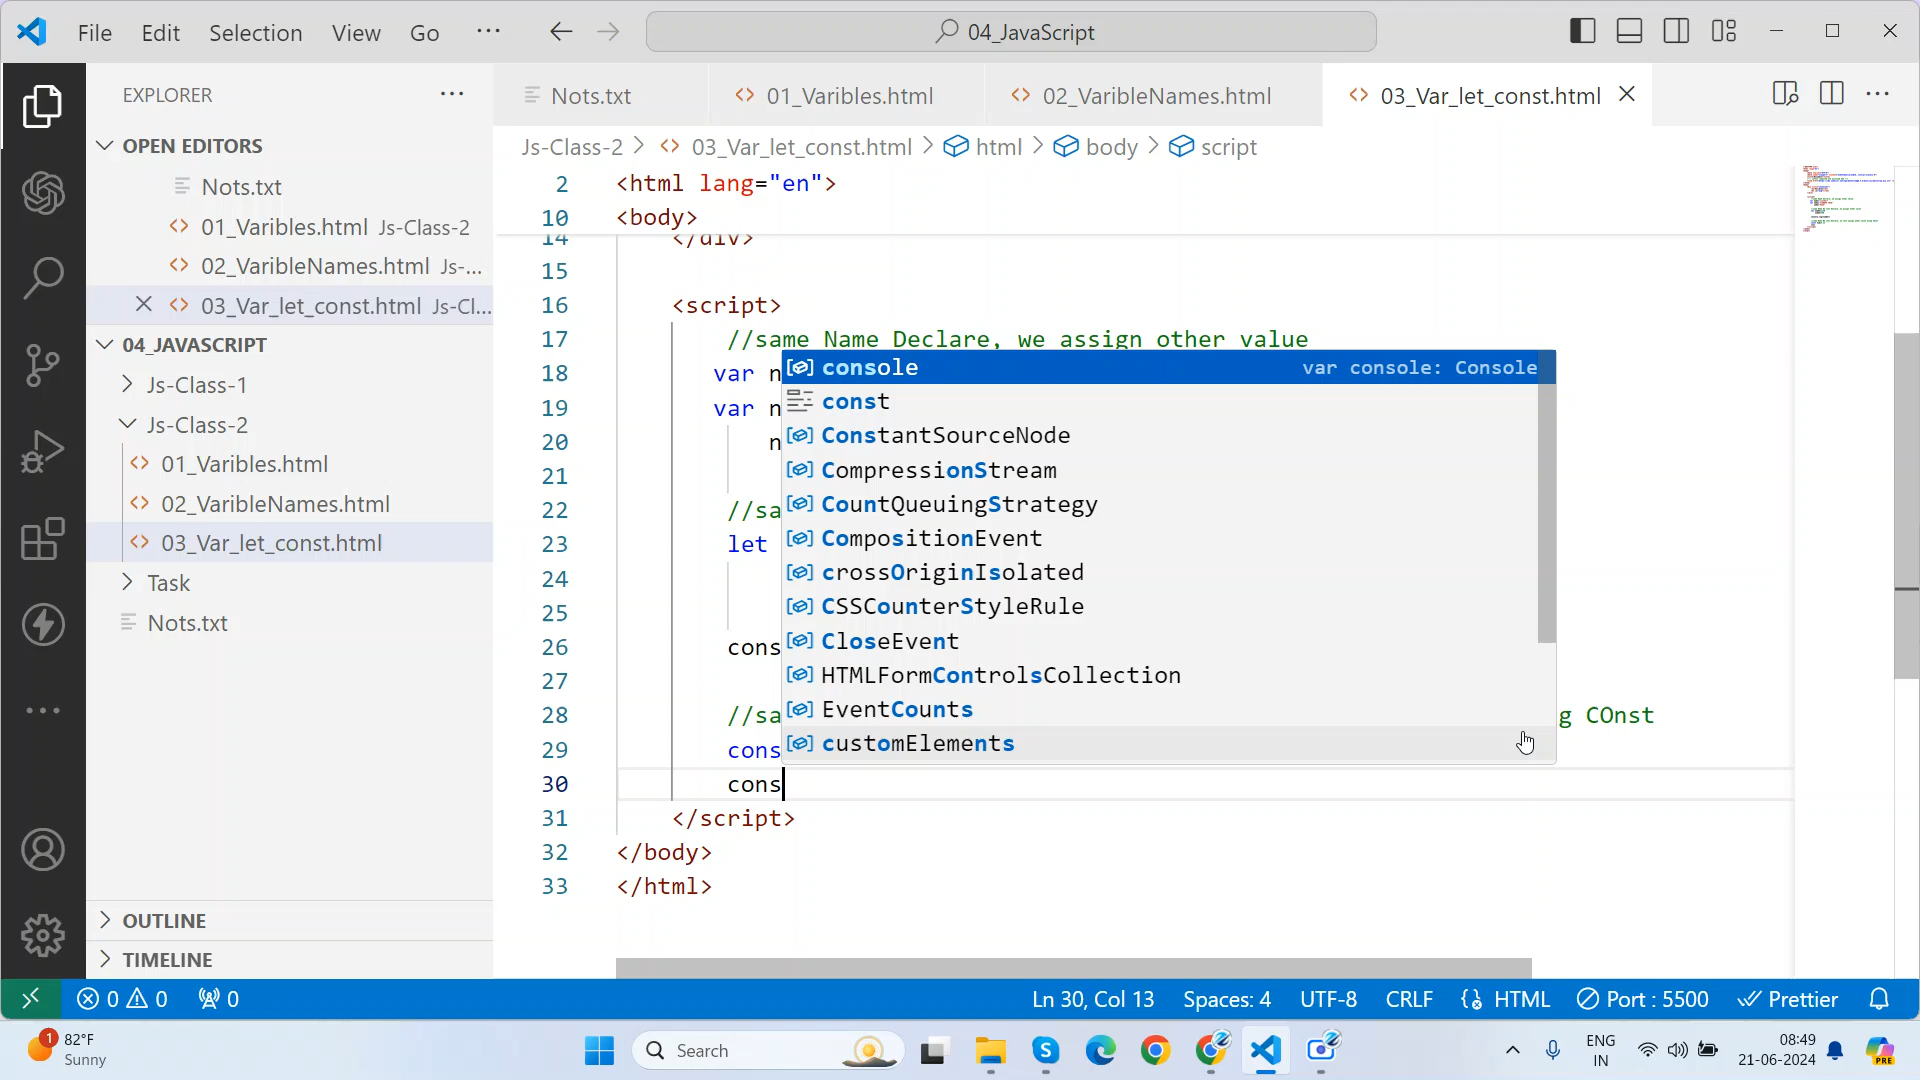 File Edit Selection View Go ··· 04_JavaScript
EXPLORER ···
OPEN EDITORS
Nots.txt
01_Varibles.html Js-Class-2
02_VaribleNames.html Js-...
03_Var_let_const.html Js-Cl...
04_JAVASCRIPT
Js-Class-1
Js-Class-2
01_Varibles.html
02_VaribleNames.html
03_Var_let_const.html
Task
Nots.txt
OUTLINE
TIMELINE
Nots.txt 01_Varibles.html 02_VaribleNames.html 03_Var_let_const.html
Js-Class-2 > 03_Var_let_const.html > html > body > script
2 <html lang="en">
10 <body>
14 </div>
15
16 <script>
17 //same Name Declare, we assign other value
18 var n
19 var n
20 n
21
22 //sa
23 let
24
25
26 cons
27
28 //sa g COnst
29 cons
30 cons
31 </script>
32 </body>
33 </html>
console var console: Console
const
ConstantSourceNode
CompressionStream
CountQueuingStrategy
CompositionEvent
crossOriginIsolated
CSSCounterStyleRule
CloseEvent
HTMLFormControlsCollection
EventCounts
customElements
0 0 0 Ln 30, Col 13 Spaces: 4 UTF-8 CRLF HTML Port : 5500 Prettier
1 82°F
Sunny
Search
ENG
IN
08:49
21-06-2024
PRE